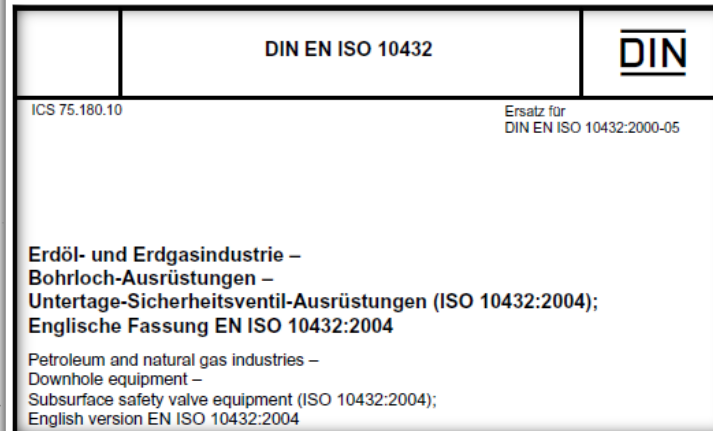 DIN EN ISO 10432
DIN
ICS 75.180.10
Ersatz für
DIN EN ISO 10432:2000-05
Erdöl- und Erdgasindustrie –
Bohrloch-Ausrüstungen –
Untertage-Sicherheitsventil-Ausrüstungen (ISO 10432:2004);
Englische Fassung EN ISO 10432:2004
Petroleum and natural gas industries –
Downhole equipment –
Subsurface safety valve equipment (ISO 10432:2004);
English version EN ISO 10432:2004